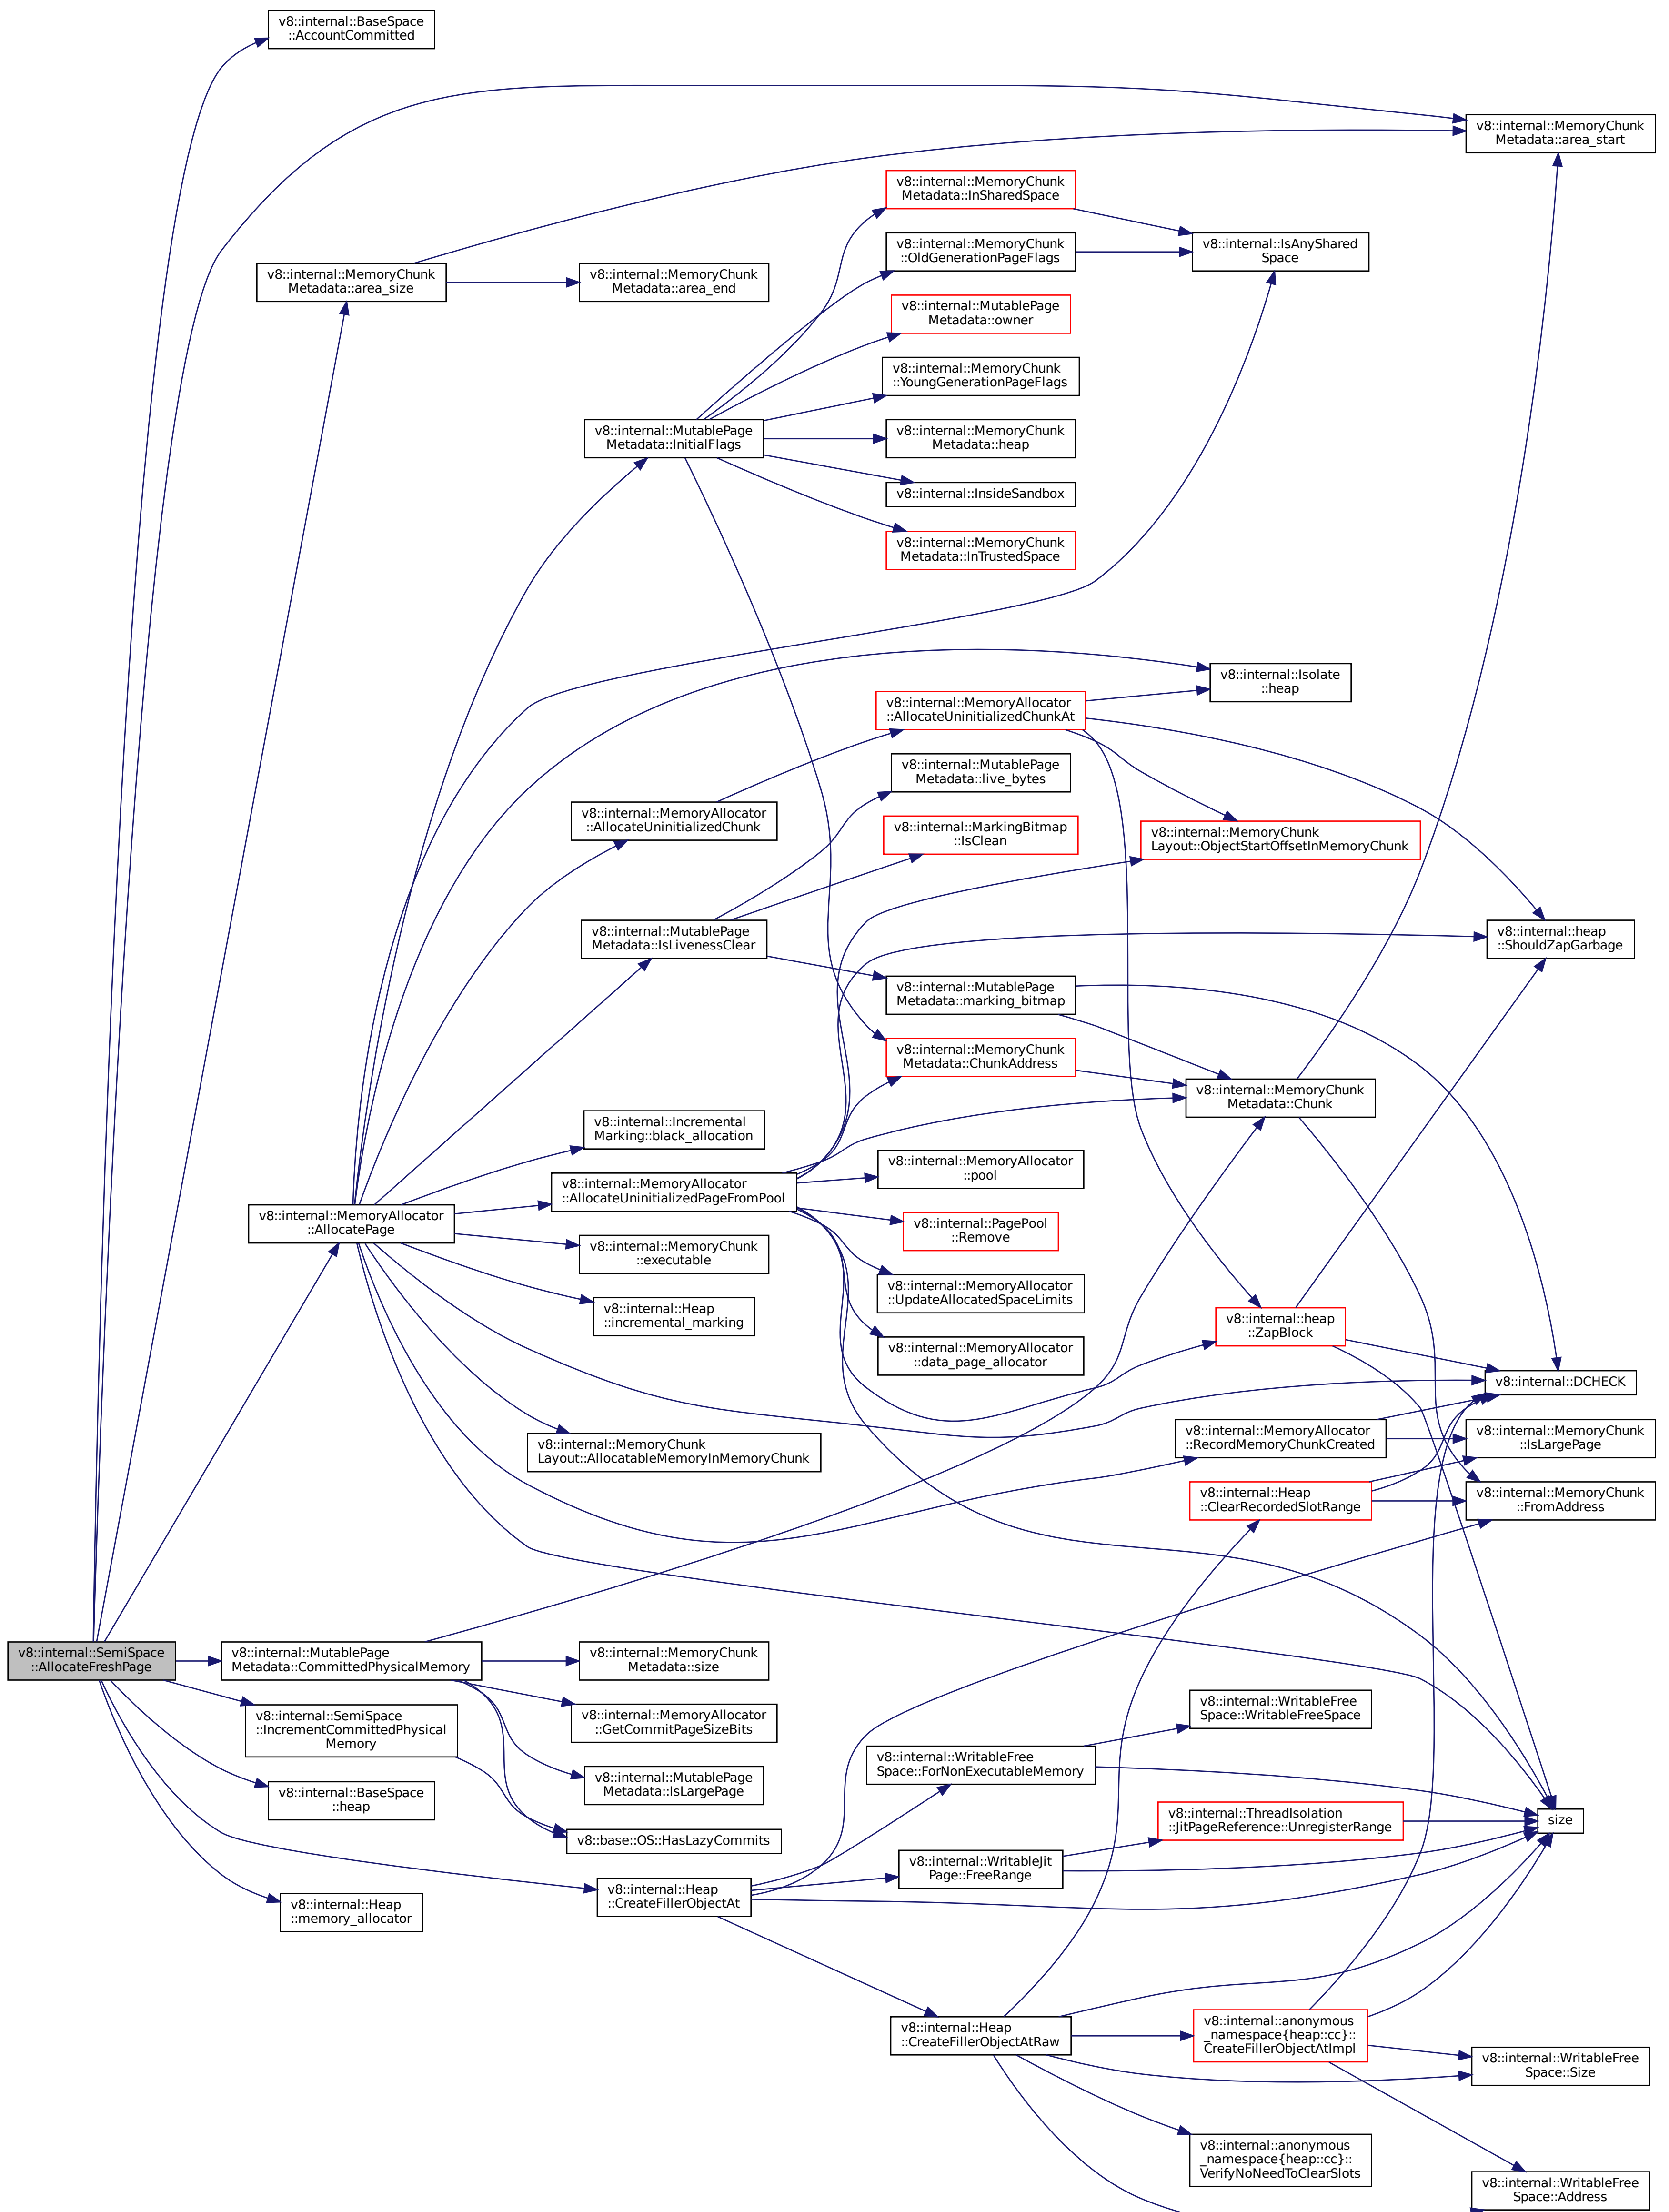 v8::internal::BaseSpace
::AccountCommitted
v8::internal::MemoryChunk
Metadata::area_start
v8::internal::MemoryChunk
Metadata::InSharedSpace
v8::internal::MemoryChunk
::OldGenerationPageFlags
v8::internal::IsAnyShared
Space
v8::internal::MemoryChunk
Metadata::area_size
v8::internal::MemoryChunk
Metadata::area_end
v8::internal::MutablePage
Metadata::owner
v8::internal::MemoryChunk
::YoungGenerationPageFlags
v8::internal::MutablePage
Metadata::InitialFlags
v8::internal::MemoryChunk
Metadata::heap
v8::internal::InsideSandbox
v8::internal::MemoryChunk
Metadata::InTrustedSpace
v8::internal::Isolate
::heap
v8::internal::MemoryAllocator
::AllocateUninitializedChunkAt
v8::internal::MutablePage
Metadata::live_bytes
v8::internal::MemoryAllocator
::AllocateUninitializedChunk
v8::internal::MarkingBitmap
::IsClean
v8::internal::MemoryChunk
Layout::ObjectStartOffsetInMemoryChunk
v8::internal::MutablePage
Metadata::IsLivenessClear
v8::internal::heap
::ShouldZapGarbage
v8::internal::MutablePage
Metadata::marking_bitmap
v8::internal::MemoryChunk
Metadata::ChunkAddress
v8::internal::MemoryChunk
Metadata::Chunk
v8::internal::Incremental
Marking::black_allocation
v8::internal::MemoryAllocator
::pool
v8::internal::MemoryAllocator
::AllocateUninitializedPageFromPool
v8::internal::MemoryAllocator
::AllocatePage
v8::internal::PagePool
::Remove
v8::internal::MemoryChunk
::executable
v8::internal::MemoryAllocator
::UpdateAllocatedSpaceLimits
v8::internal::Heap
::incremental_marking
v8::internal::heap
::ZapBlock
v8::internal::MemoryAllocator
::data_page_allocator
v8::internal::DCHECK
v8::internal::MemoryChunk
Layout::AllocatableMemoryInMemoryChunk
v8::internal::MemoryAllocator
::RecordMemoryChunkCreated
v8::internal::MemoryChunk
::IsLargePage
v8::internal::Heap
::ClearRecordedSlotRange
v8::internal::MemoryChunk
::FromAddress
v8::internal::SemiSpace
::AllocateFreshPage
v8::internal::MutablePage
Metadata::CommittedPhysicalMemory
v8::internal::MemoryChunk
Metadata::size
v8::internal::SemiSpace
::IncrementCommittedPhysical
Memory
v8::internal::MemoryAllocator
::GetCommitPageSizeBits
v8::internal::WritableFree
Space::WritableFreeSpace
v8::internal::WritableFree
Space::ForNonExecutableMemory
v8::internal::MutablePage
Metadata::IsLargePage
v8::internal::BaseSpace
::heap
v8::internal::ThreadIsolation
::JitPageReference::UnregisterRange
size
v8::base::OS::HasLazyCommits
v8::internal::WritableJit
Page::FreeRange
v8::internal::Heap
::CreateFillerObjectAt
v8::internal::Heap
::memory_allocator
v8::internal::Heap
::CreateFillerObjectAtRaw
v8::internal::anonymous
_namespace{heap::cc}::
CreateFillerObjectAtImpl
v8::internal::WritableFree
Space::Size
v8::internal::anonymous
_namespace{heap::cc}::
VerifyNoNeedToClearSlots
v8::internal::WritableFree
Space::Address